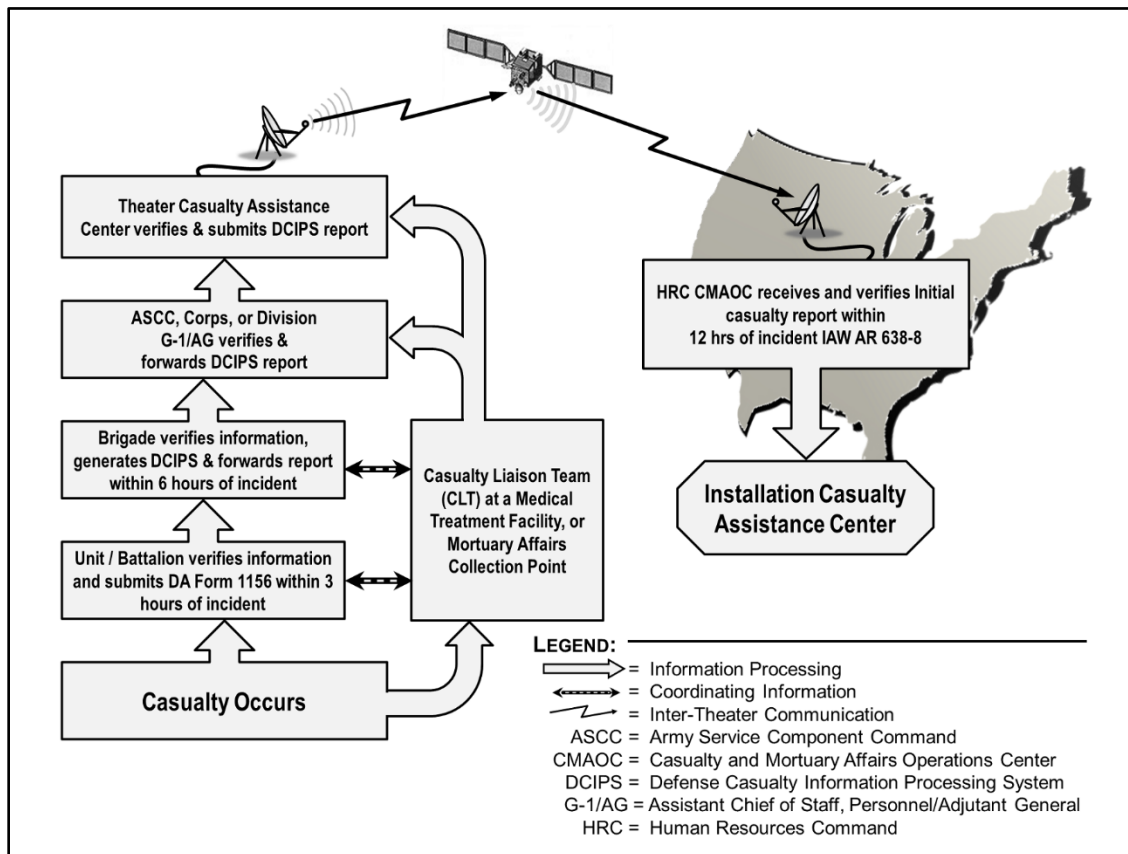 Theater Casualty Assistance
Center verifies & submits DCIPS report
ASCC, Corps, or Division
G-1/AG verifies &
forwards DCIPS report
Brigade verifies information,
generates DCIPS & forwards report
within 6 hours of incident
Unit / Battalion verifies information
and submits DA Form 1156 within 3
hours of incident
Casualty Occurs
Casualty Liaison Team
(CLT) at a Medical
Treatment Facility, or
Mortuary Affairs
Collection Point
HRC CMAOC receives and verifies Initial
casualty report within
12 hrs of incident IAW AR 638-8
Installation Casualty
Assistance Center
LEGEND:
= Information Processing
= Coordinating Information
= Inter-Theater Communication
ASCC = Army Service Component Command
CMAOC = Casualty and Mortuary Affairs Operations Center
DCIPS = Defense Casualty Information Processing System
G-1/AG = Assistant Chief of Staff, Personnel/Adjutant General
HRC = Human Resources Command